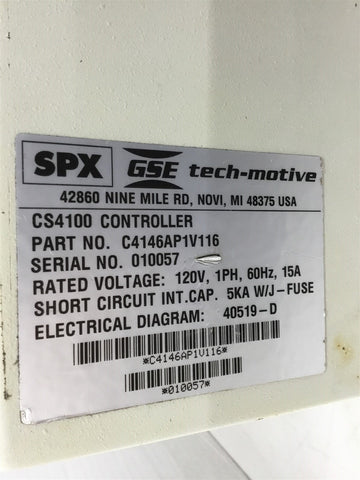 SPX GSE tech-motive
42860 NINE MILE RD, NOVI, MI 48375 USA
CS4100 CONTROLLER
PART NO. C4146AP1V116
SERIAL NO. 010057
RATED VOLTAGE: 120V, 1PH, 60Hz, 15A
SHORT CIRCUIT INT.CAP. 5KA W/J-FUSE
ELECTRICAL DIAGRAM: 40519-D
*C4146AP1V116*
*010057*